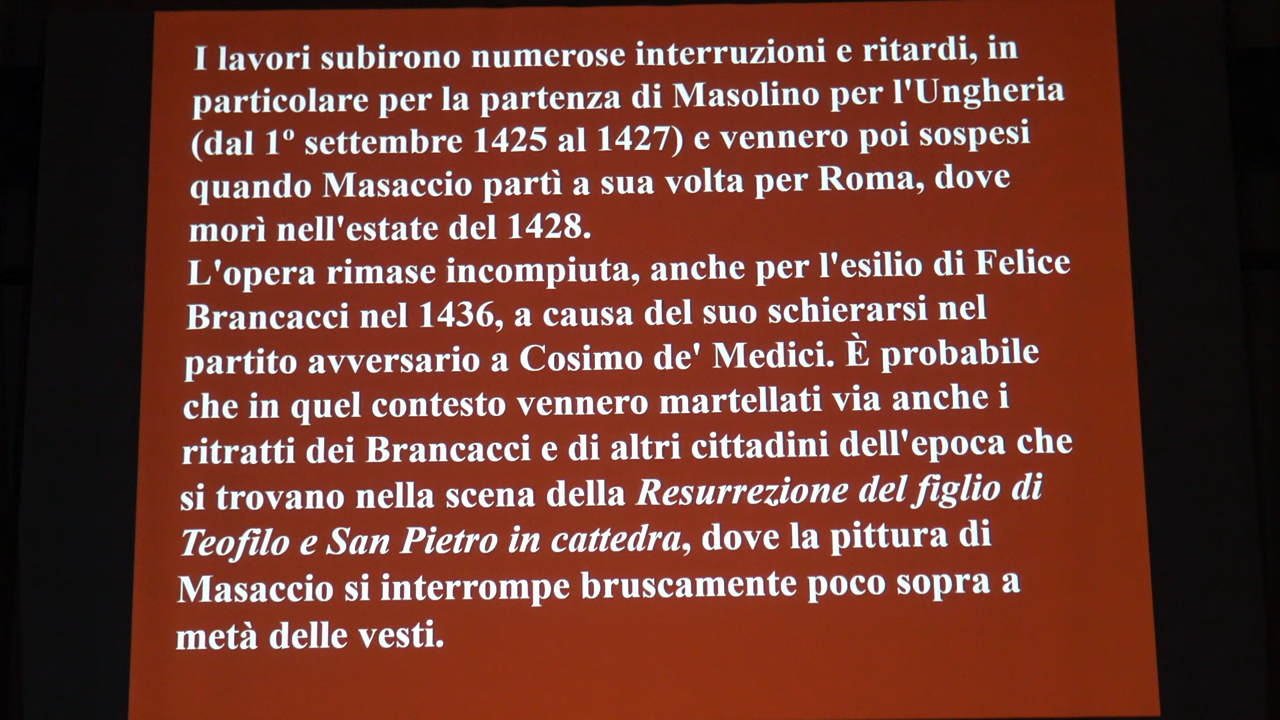 I lavori subirono numerose interruzioni e ritardi, in
particolare per la partenza di Masolino per l'Ungheria
(dal 1º settembre 1425 al 1427) e vennero poi sospesi
quando Masaccio partì a sua volta per Roma, dove
morì nell'estate del 1428.
L'opera rimase incompiuta, anche per l'esilio di Felice
Brancacci nel 1436, a causa del suo schierarsi nel
partito avversario a Cosimo de' Medici. È probabile
che in quel contesto vennero martellati via anche i
ritratti dei Brancacci e di altri cittadini dell'epoca che
si trovano nella scena della Resurrezione del figlio di
Teofilo e San Pietro in cattedra, dove la pittura di
Masaccio si interrompe bruscamente poco sopra a
metà delle vesti.